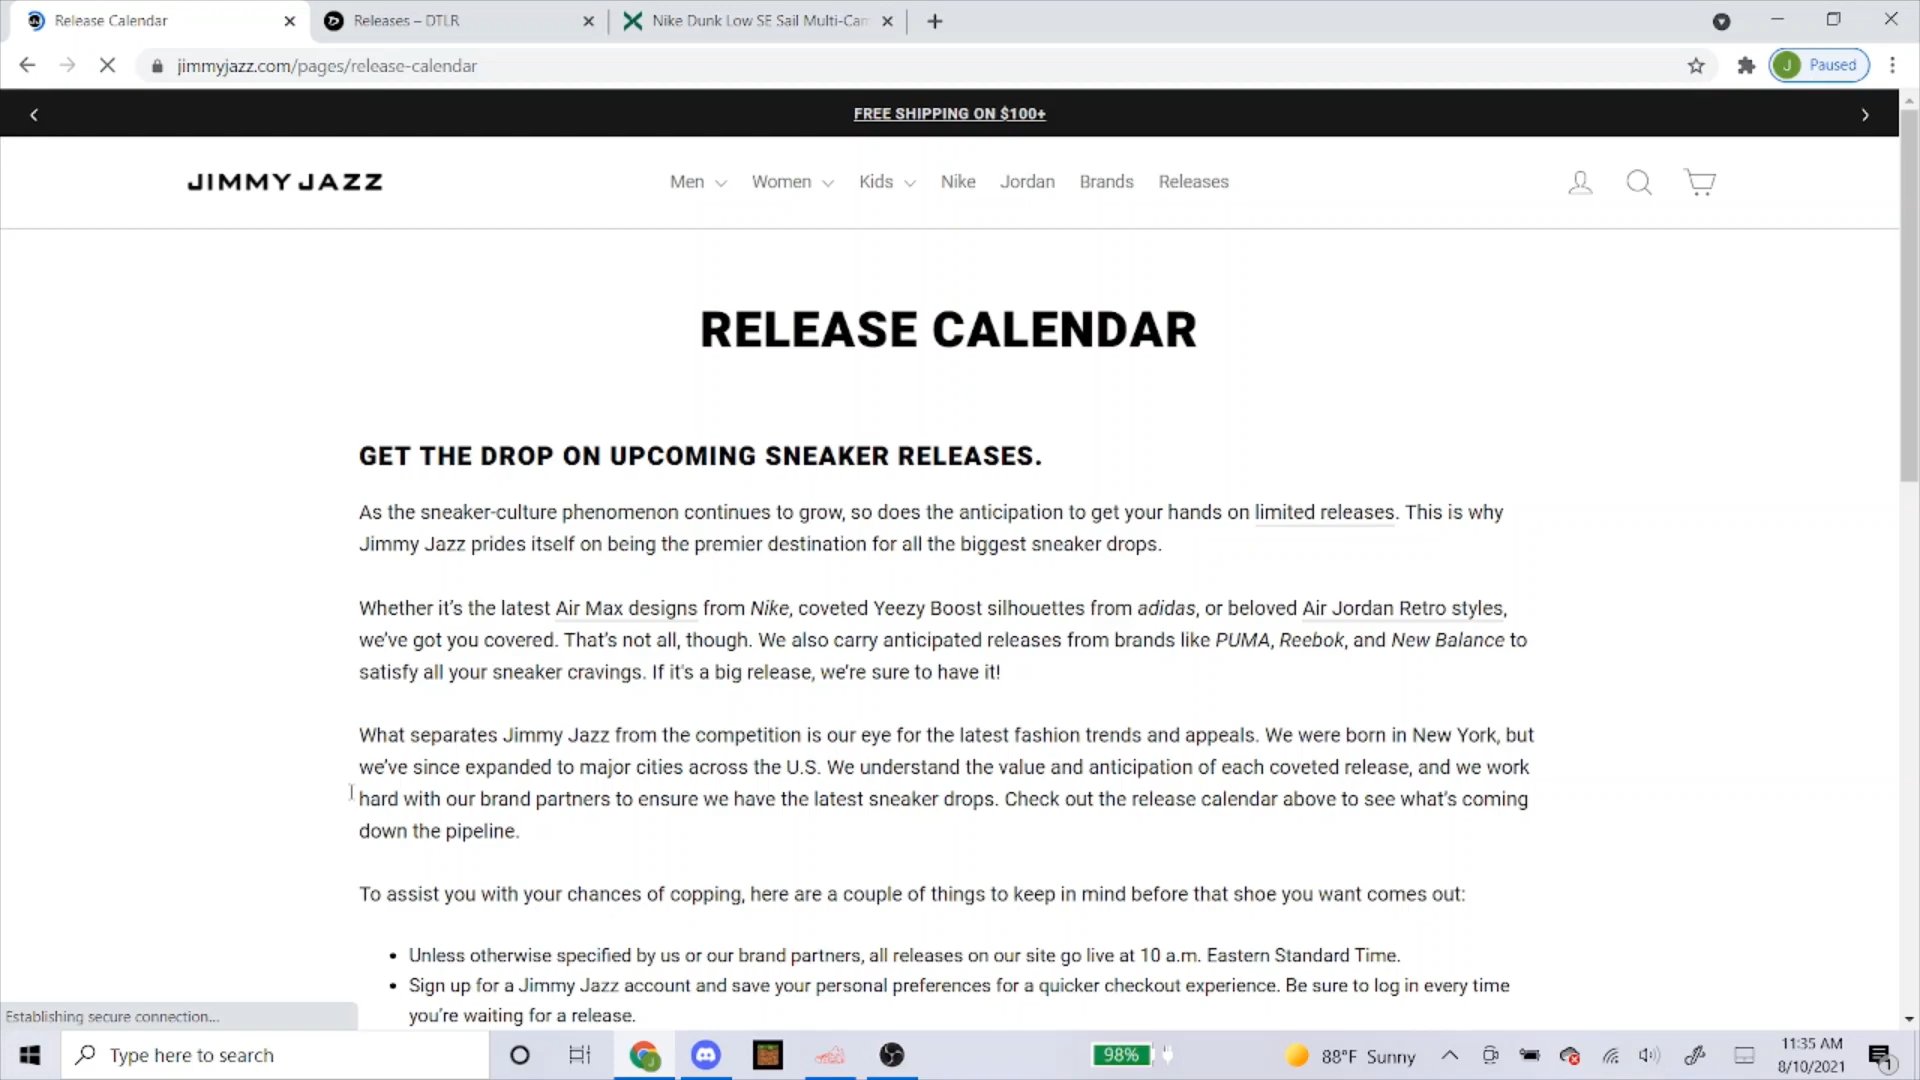 Release Calendar
Releases – DTLR
Nike Dunk Low SE Sail Multi-Cam
jimmyjazz.com/pages/release-calendar
J Paused
FREE SHIPPING ON $100+
JIMMY JAZZ
Men Women Kids Nike Jordan Brands Releases
RELEASE CALENDAR
GET THE DROP ON UPCOMING SNEAKER RELEASES.
As the sneaker-culture phenomenon continues to grow, so does the anticipation to get your hands on limited releases. This is why
Jimmy Jazz prides itself on being the premier destination for all the biggest sneaker drops.
Whether it's the latest Air Max designs from Nike, coveted Yeezy Boost silhouettes from adidas, or beloved Air Jordan Retro styles,
we've got you covered. That's not all, though. We also carry anticipated releases from brands like PUMA, Reebok, and New Balance to
satisfy all your sneaker cravings. If it's a big release, we're sure to have it!
What separates Jimmy Jazz from the competition is our eye for the latest fashion trends and appeals. We were born in New York, but
we've since expanded to major cities across the U.S. We understand the value and anticipation of each coveted release, and we work
hard with our brand partners to ensure we have the latest sneaker drops. Check out the release calendar above to see what's coming
down the pipeline.
To assist you with your chances of copping, here are a couple of things to keep in mind before that shoe you want comes out:
• Unless otherwise specified by us or our brand partners, all releases on our site go live at 10 a.m. Eastern Standard Time.
• Sign up for a Jimmy Jazz account and save your personal preferences for a quicker checkout experience. Be sure to log in every time
you're waiting for a release.
Establishing secure connection...
Type here to search
98%
88°F Sunny
11:35 AM
8/10/2021
1